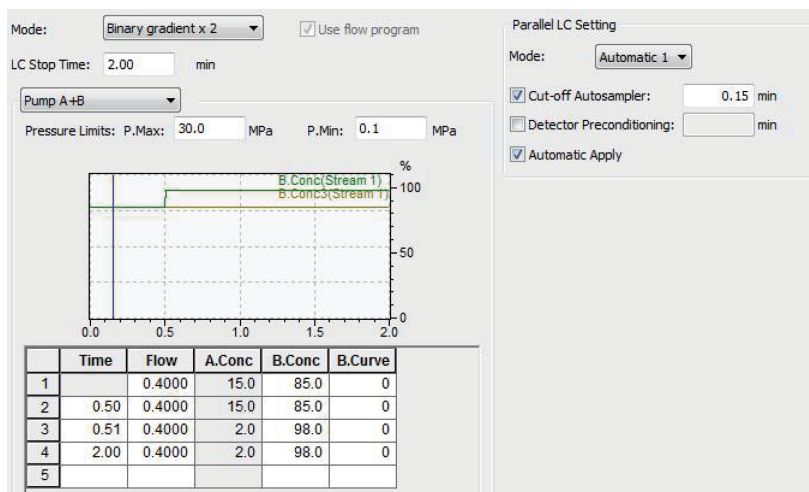 Mode: Binary gradient x 2 Use flow program
LC Stop Time: 2.00 min
Pump A+B
Pressure Limits: P.Max: 30.0 MPa P.Min: 0.1 MPa
%
B.Conc(Stream 1)
B.Conc3(Stream 1)
100
50
0
0.0 0.5 1.0 1.5 2.0
Time Flow A.Conc B.Conc B.Curve
1 0.4000 15.0 85.0 0
2 0.50 0.4000 15.0 85.0 0
3 0.51 0.4000 2.0 98.0 0
4 2.00 0.4000 2.0 98.0 0
5
Parallel LC Setting
Mode: Automatic 1
Cut-off Autosampler: 0.15 min
Detector Preconditioning: min
Automatic Apply